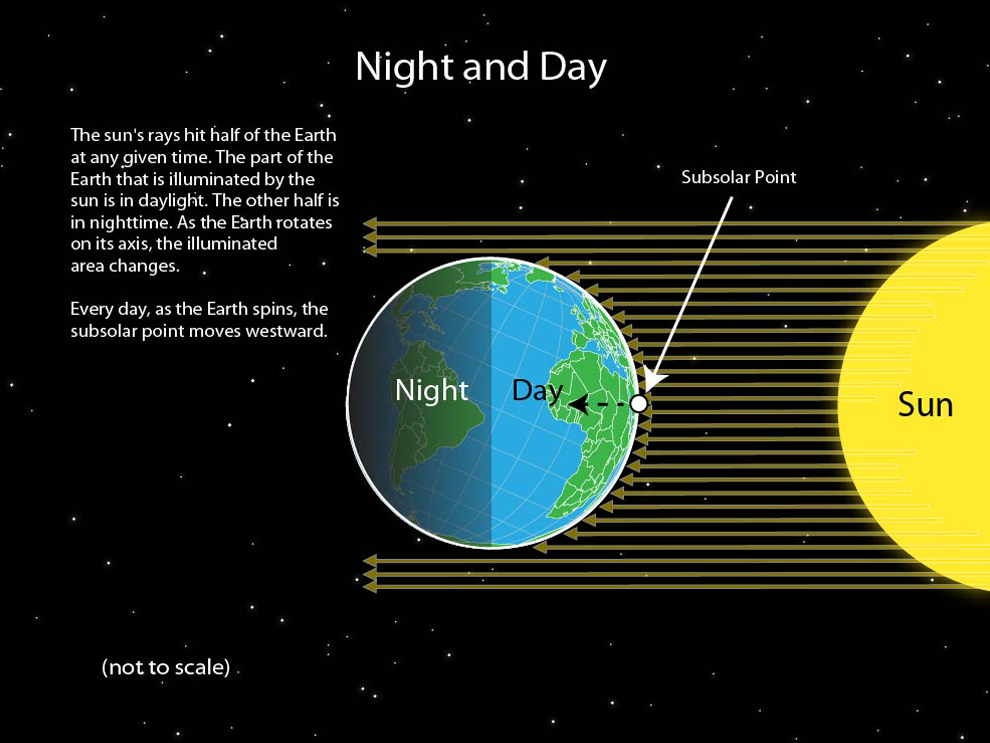 Night and Day
The sun's rays hit half of the Earth
at any given time. The part of the
Earth that is illuminated by the
sun is in daylight. The other half is
in nighttime. As the Earth rotates
on its axis, the illuminated
area changes.
Every day, as the Earth spins, the
subsolar point moves westward.
Subsolar Point
Night
Day
Sun
(not to scale)